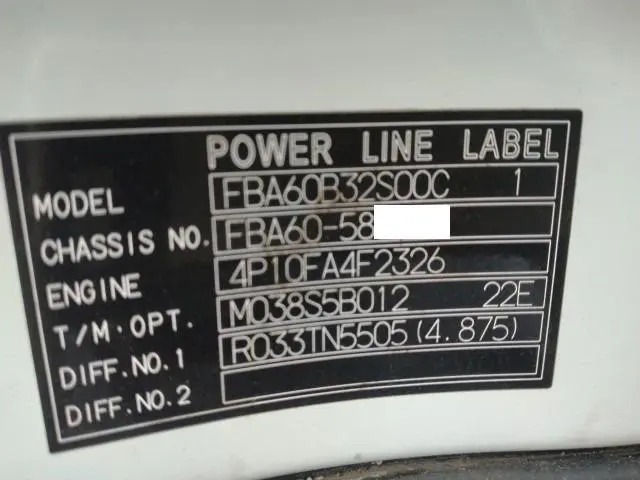 POWER LINE LABEL
MODEL FBA60B32S00C 1
CHASSIS NO. FBA60-58
ENGINE 4P10FA4F2326
T/M·OPT. M038S5B012 22E
DIFF.NO.1 R033TN5505(4.875)
DIFF.NO.2